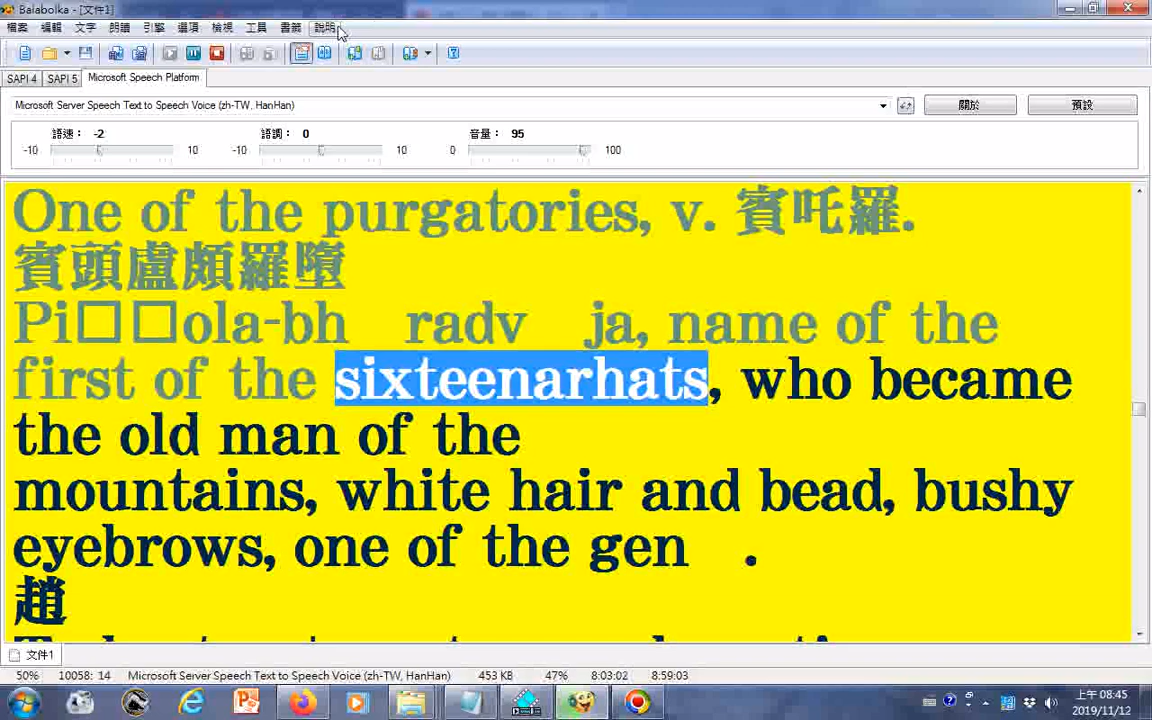 Balabolka - [文件1]
檔案 編輯 文字 朗讀 引擎 選項 檢視 工具 書籤 說明
SAPI 4 SAPI 5 Microsoft Speech Platform
Microsoft Server Speech Text to Speech Voice (zh-TW, HanHan) 關於 預設
語速: -2 語調: 0 音量: 95
-10 10 -10 10 0 100
One of the purgatories, v. 賓吒羅.
賓頭盧頗羅墮
Pi□□ola-bh radv ja, name of the
first of the sixteenarhats, who became
the old man of the
mountains, white hair and bead, bushy
eyebrows, one of the gen .
趙
文件1
50% 10058: 14 Microsoft Server Speech Text to Speech Voice (zh-TW, HanHan) 453 KB 47% 8:03:02 8:59:03
上午 08:45
2019/11/12